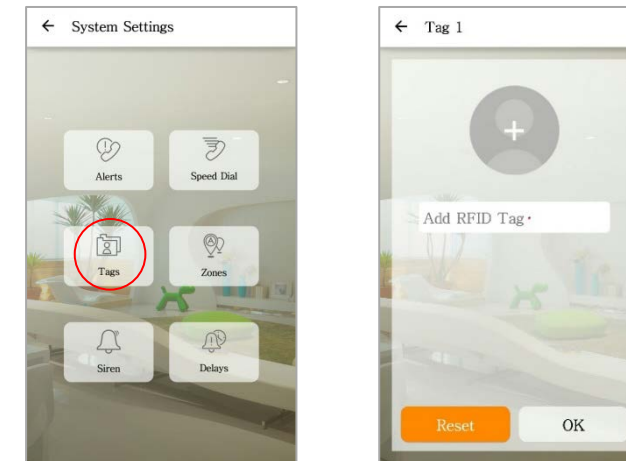 ← System Settings
Alerts
Speed Dial
Tags
Zones
Siren
Delays
← Tag 1
Add RFID Tag
Reset
OK